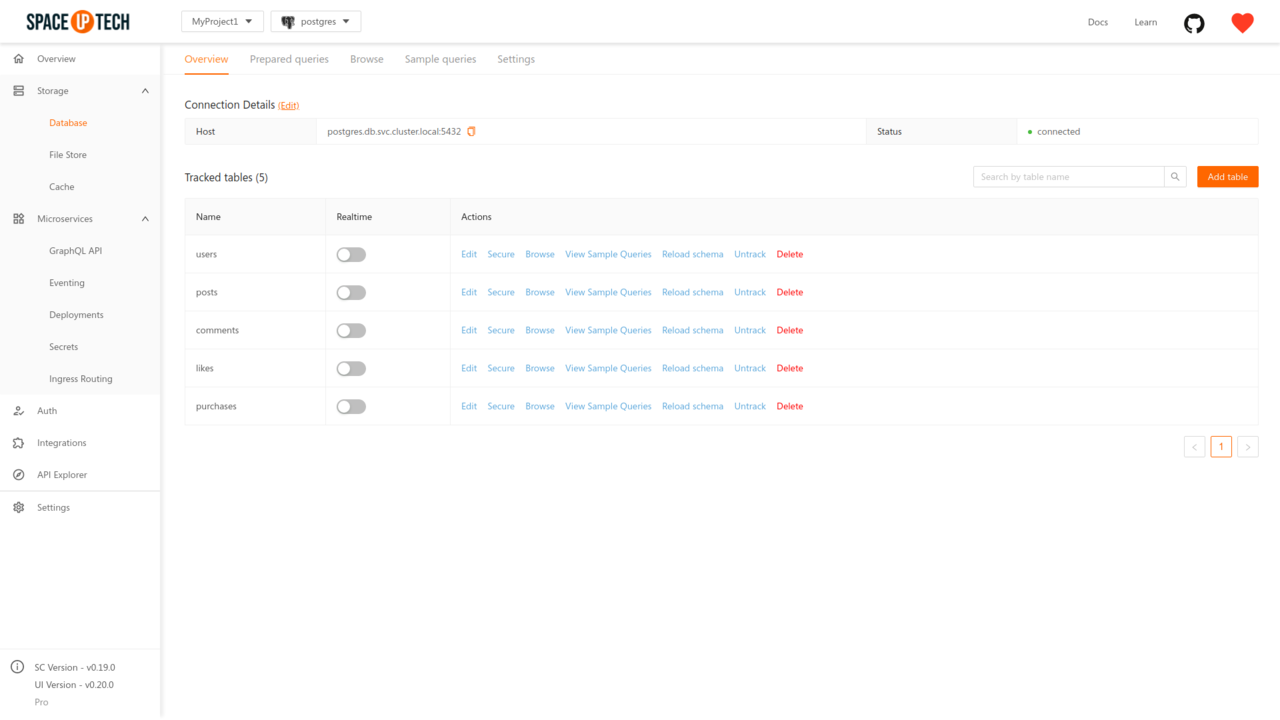 SPACE UP TECH
MyProject1
postgres
Docs
Learn
Overview
Storage
Database
File Store
Cache
Microservices
GraphQL API
Eventing
Deployments
Secrets
Ingress Routing
Auth
Integrations
API Explorer
Settings
SC Version - v0.19.0
UI Version - v0.20.0
Pro
Overview Prepared queries Browse Sample queries Settings
Connection Details (Edit)
Host postgres.db.svc.cluster.local:5432 Status connected
Tracked tables (5) Search by table name Add table
Name Realtime Actions
users Edit Secure Browse View Sample Queries Reload schema Untrack Delete
posts Edit Secure Browse View Sample Queries Reload schema Untrack Delete
comments Edit Secure Browse View Sample Queries Reload schema Untrack Delete
likes Edit Secure Browse View Sample Queries Reload schema Untrack Delete
purchases Edit Secure Browse View Sample Queries Reload schema Untrack Delete
1